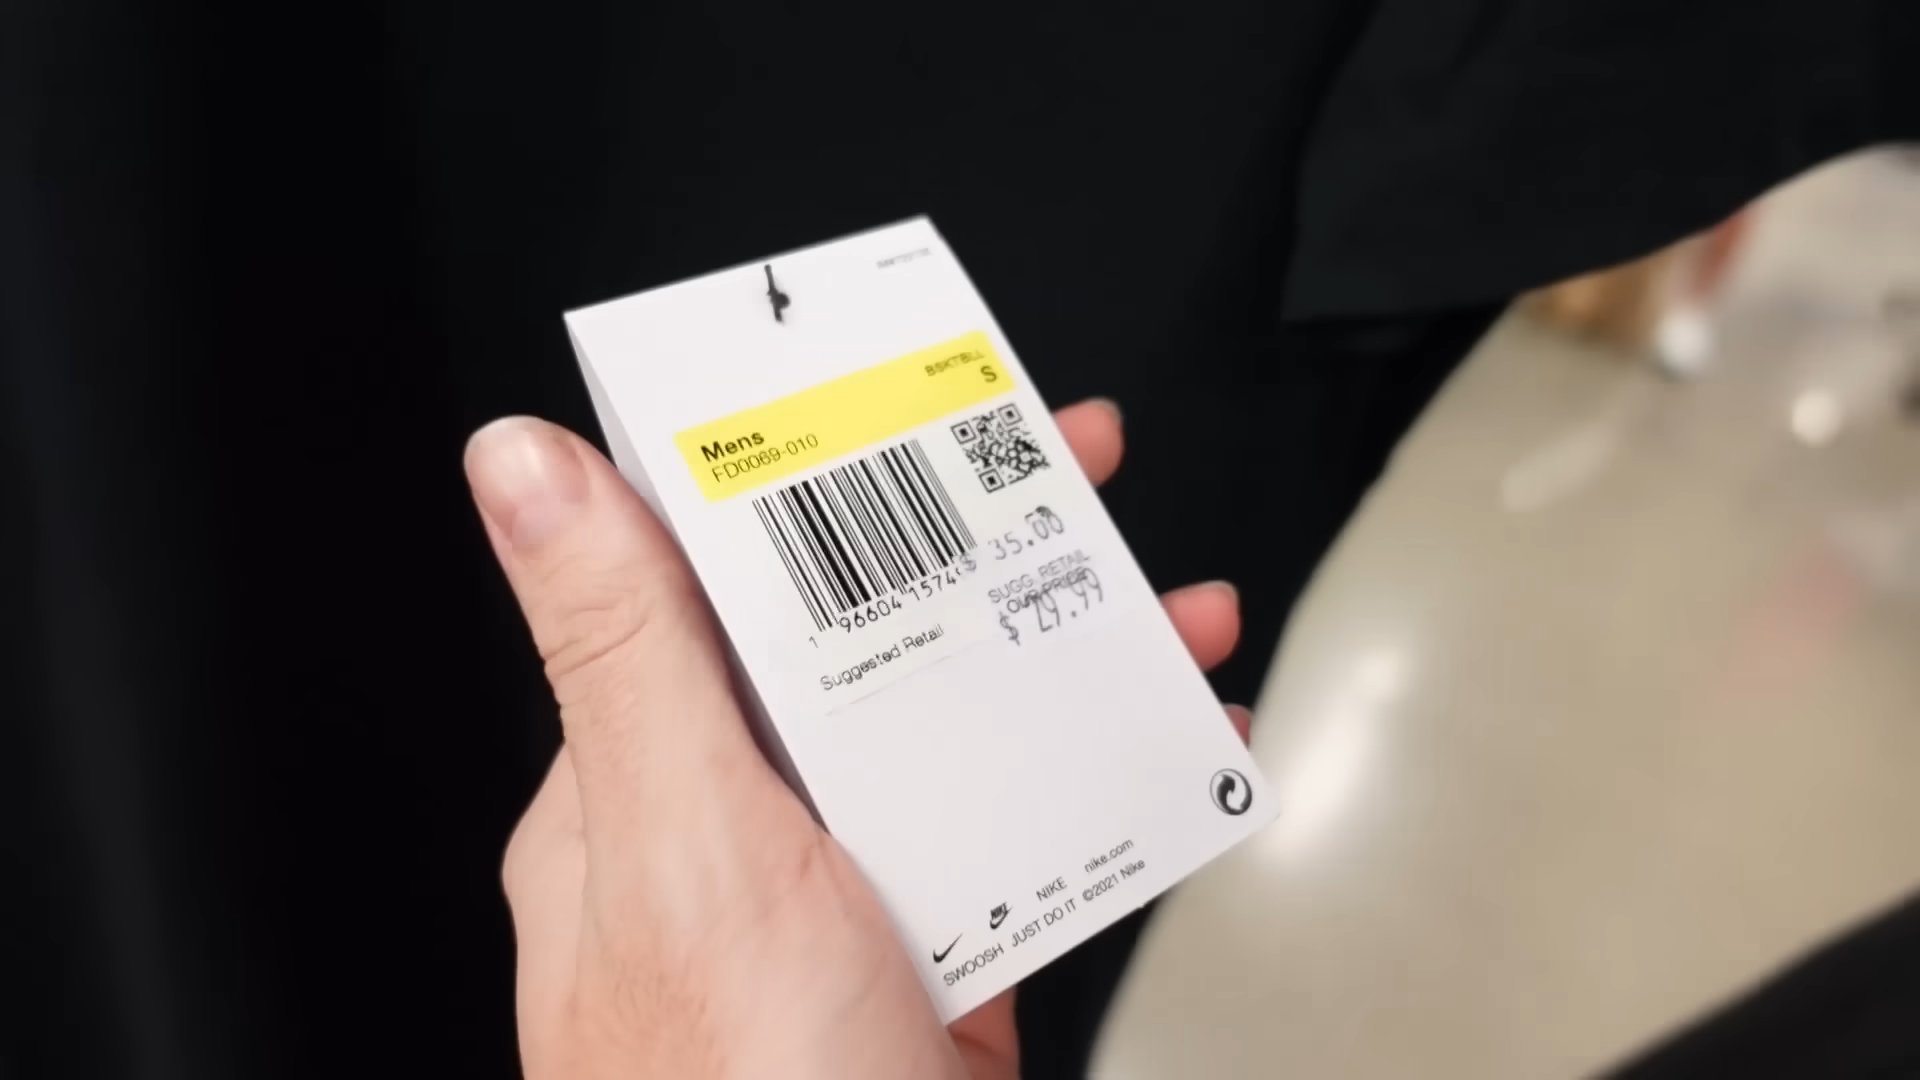 BSKTBLL
S
Mens
FD0069-010
$ 35.00
SUGG. RETAIL
OUR PRICE
$ 29.99
1 96604 1574
Suggested Retail
NIKE nike.com
SWOOSH JUST DO IT ©2021 Nike